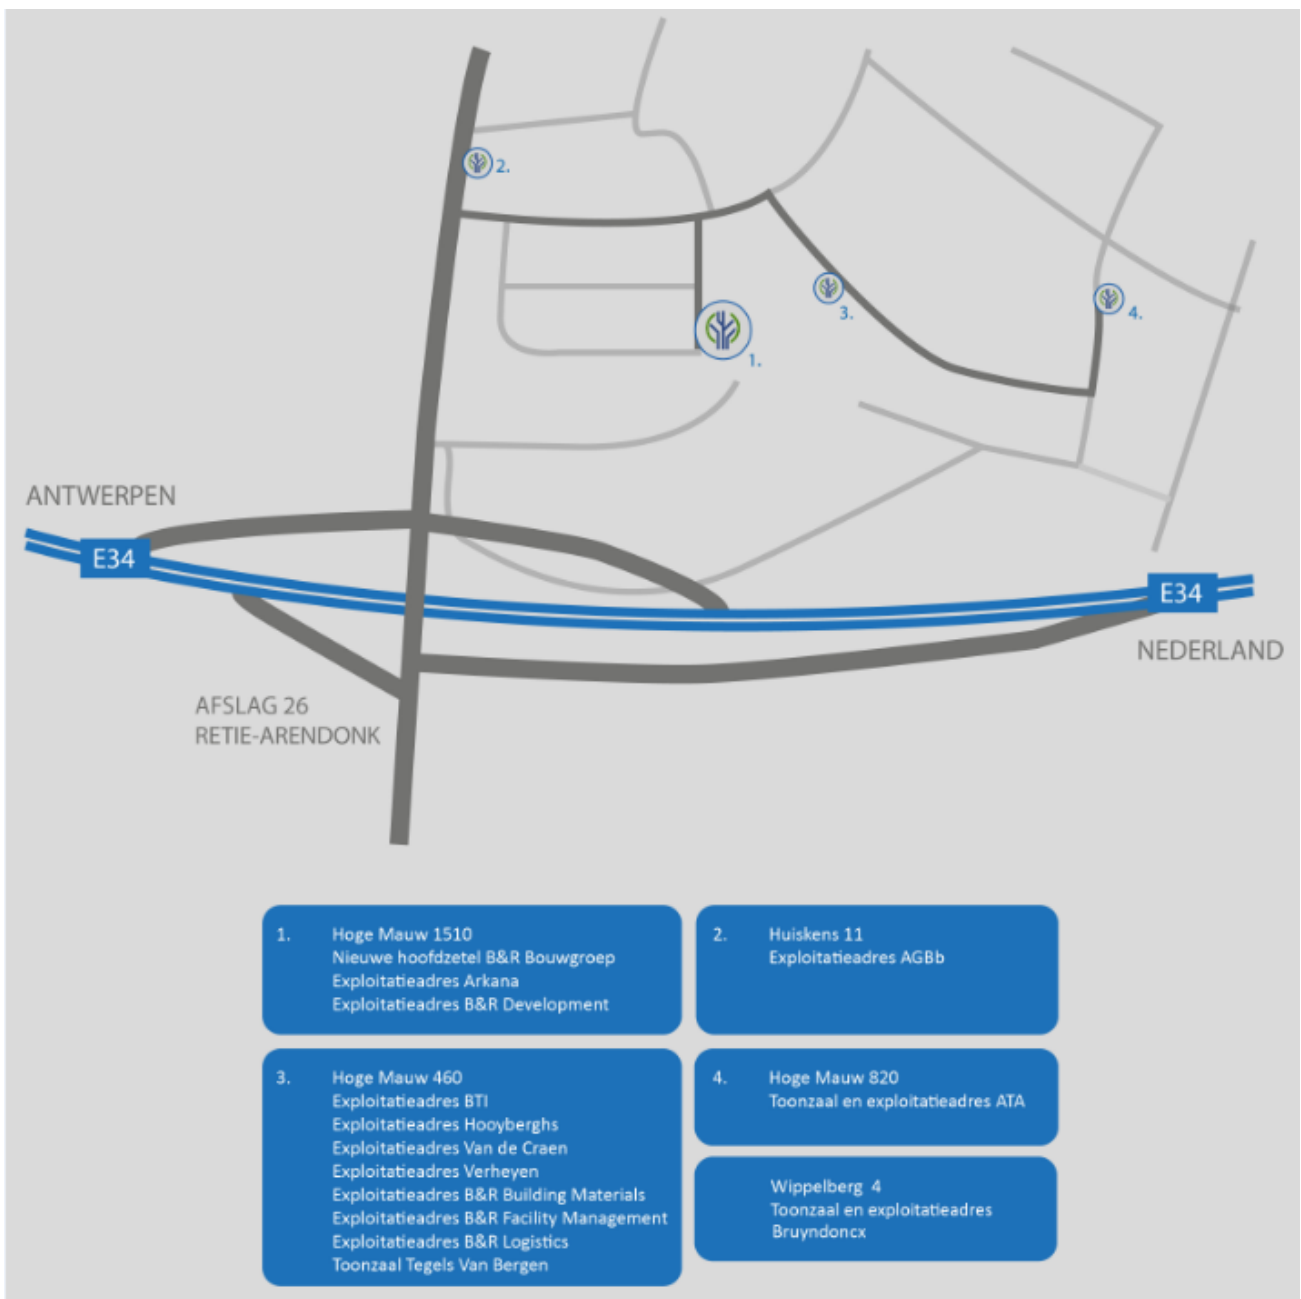 2.
3.
4.
1.
ANTWERPEN
E34
E34
NEDERLAND
AFSLAG 26
RETIE-ARENDONK
1. Hoge Mauw 1510
Nieuwe hoofdzetel B&R Bouwgroep
Exploitatieadres Arkana
Exploitatieadres B&R Development
2. Huiskens 11
Exploitatieadres AGBb
3. Hoge Mauw 460
Exploitatieadres BTI
Exploitatieadres Hooyberghs
Exploitatieadres Van de Craen
Exploitatieadres Verheyen
Exploitatieadres B&R Building Materials
Exploitatieadres B&R Facility Management
Exploitatieadres B&R Logistics
Toonzaal Tegels Van Bergen
4. Hoge Mauw 820
Toonzaal en exploitatieadres ATA
Wippelberg 4
Toonzaal en exploitatieadres
Bruyndoncx